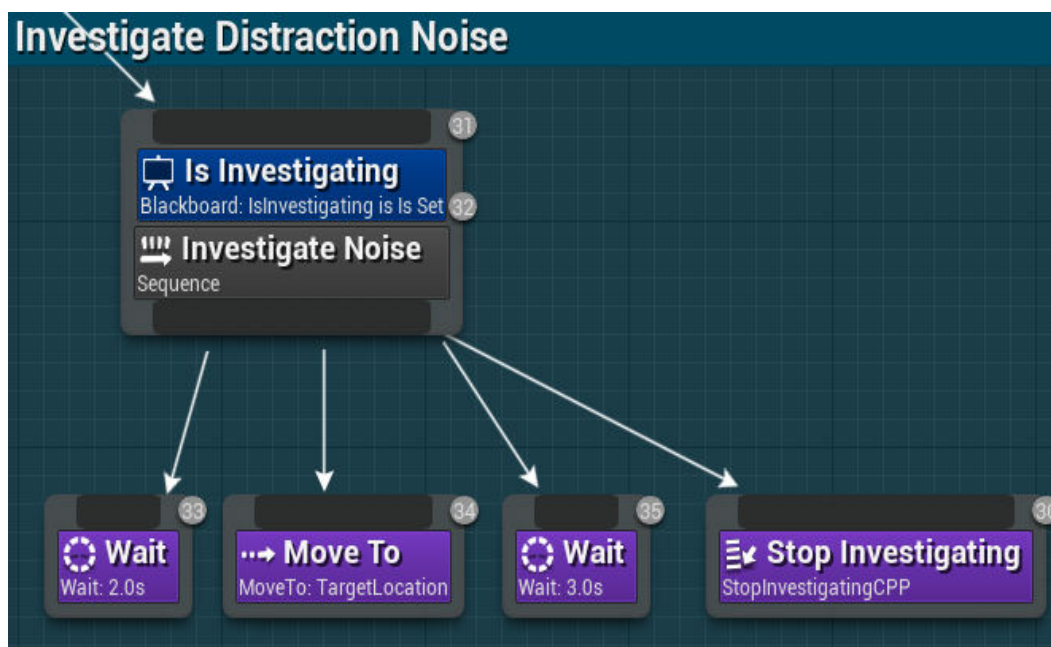 Investigate Distraction Noise
31
Is Investigating
Blackboard: IsInvestigating is Is Set
32
Investigate Noise
Sequence
33
34
35
Wait
Wait: 2.0s
Move To
MoveTo: TargetLocation
Wait
Wait: 3.0s
Stop Investigating
StopInvestigatingCPP